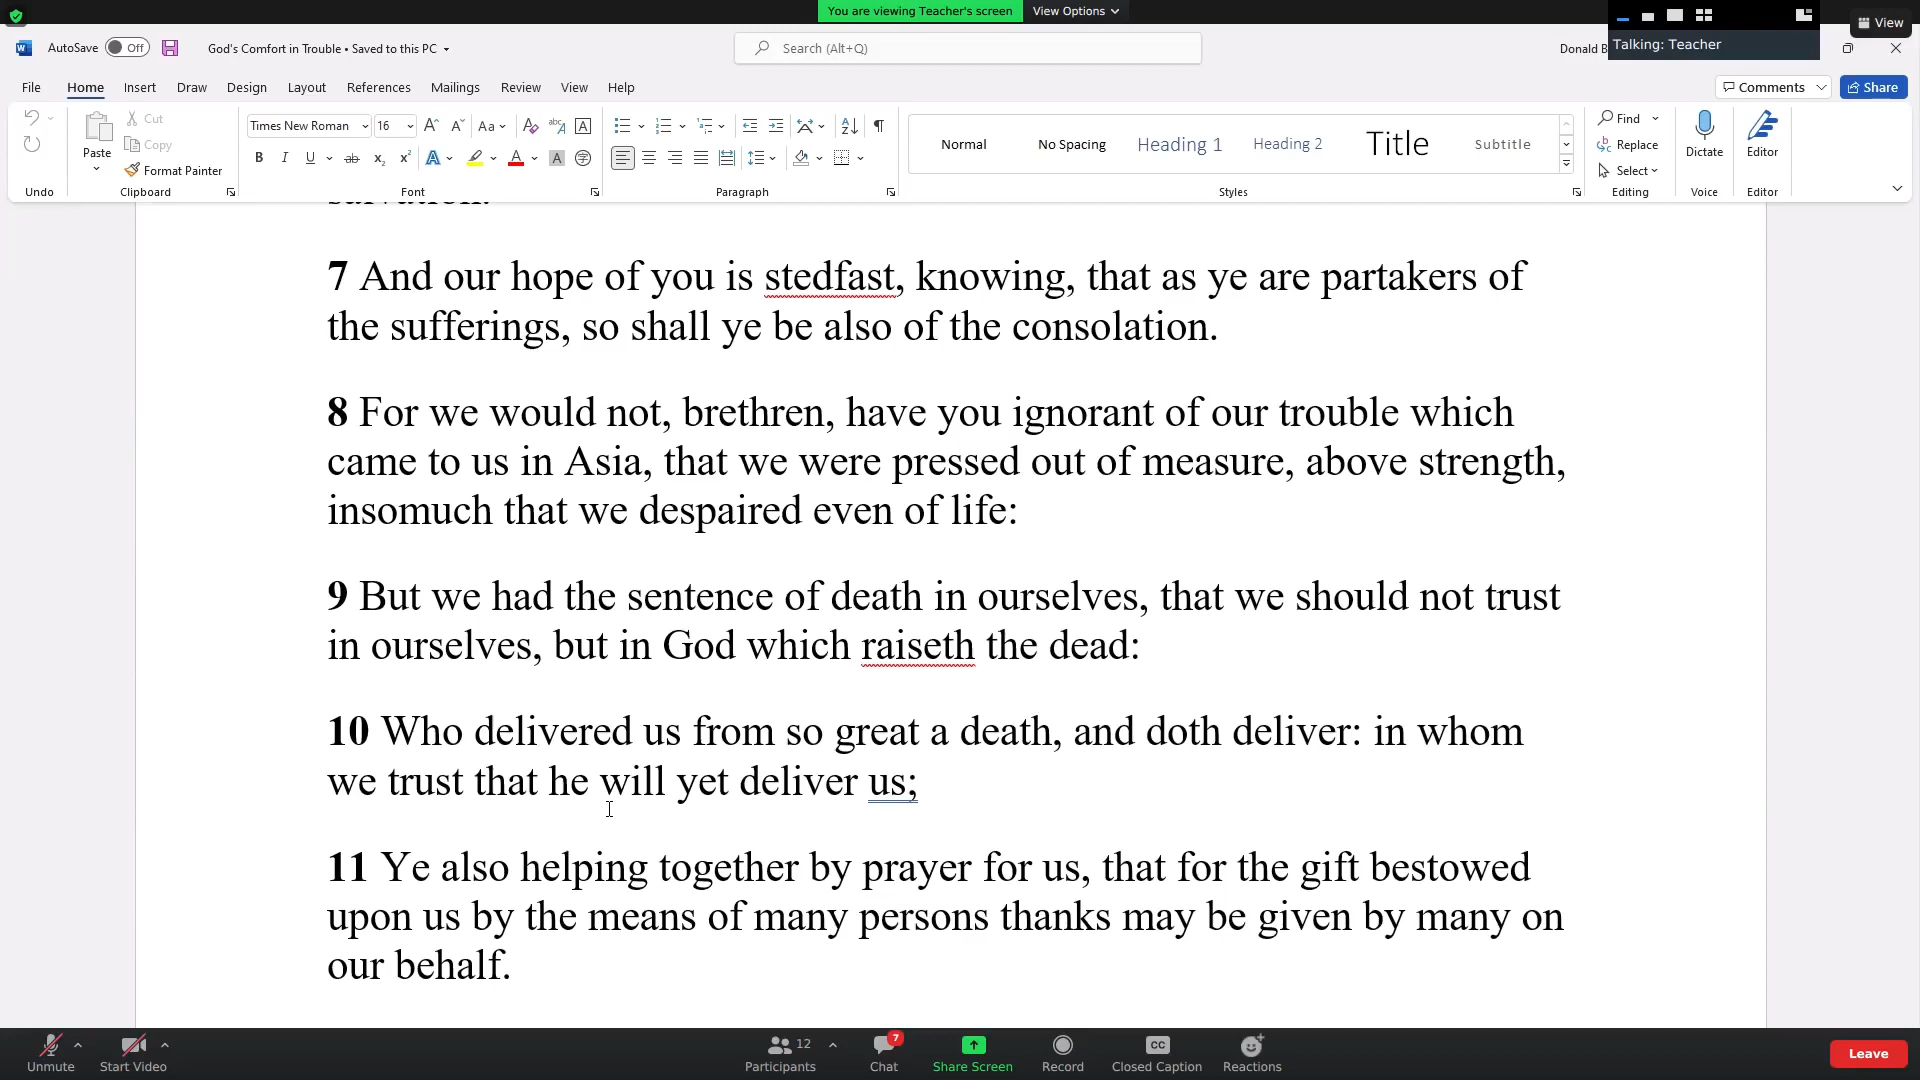 You are viewing Teacher's screen View Options
View
Talking: Teacher
AutoSave Off God's Comfort in Trouble • Saved to this PC Search (Alt+Q) Donald B
File Home Insert Draw Design Layout References Mailings Review View Help Comments Share
Cut
Copy
Format Painter
Paste
Times New Roman 16
Normal No Spacing Heading 1 Heading 2 Title Subtitle
Find
Replace
Select
Dictate Editor
Undo Clipboard Font Paragraph Styles Editing Voice Editor
7 And our hope of you is stedfast, knowing, that as ye are partakers of
the sufferings, so shall ye be also of the consolation.
8 For we would not, brethren, have you ignorant of our trouble which
came to us in Asia, that we were pressed out of measure, above strength,
insomuch that we despaired even of life:
9 But we had the sentence of death in ourselves, that we should not trust
in ourselves, but in God which raiseth the dead:
10 Who delivered us from so great a death, and doth deliver: in whom
we trust that he will yet deliver us;
11 Ye also helping together by prayer for us, that for the gift bestowed
upon us by the means of many persons thanks may be given by many on
our behalf.
12 7
Unmute Start Video Participants Chat Share Screen Record Closed Caption Reactions Leave